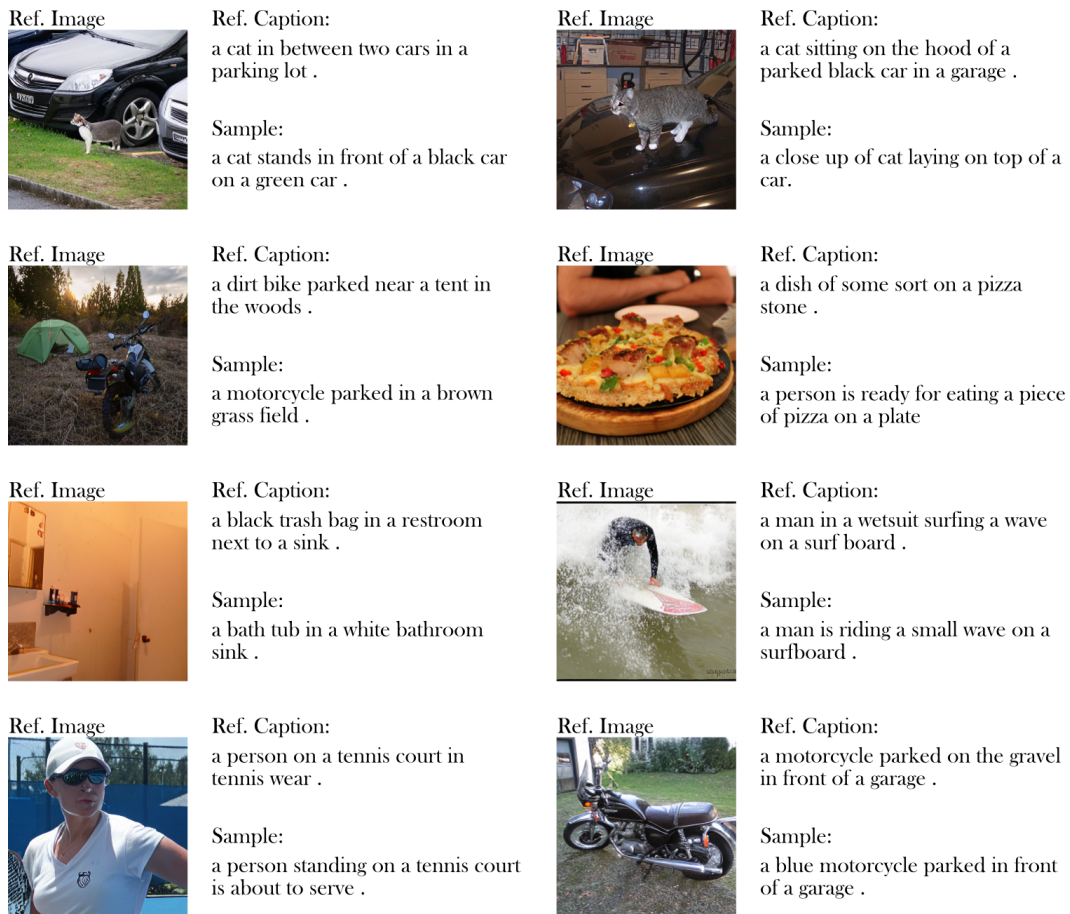 Ref. Image
Ref. Caption:
a cat in between two cars in a
parking lot .
Sample:
a cat stands in front of a black car
on a green car .
Ref. Image
Ref. Caption:
a cat sitting on the hood of a
parked black car in a garage .
Sample:
a close up of cat laying on top of a
car.
Ref. Image
Ref. Caption:
a dirt bike parked near a tent in
the woods .
Sample:
a motorcycle parked in a brown
grass field .
Ref. Image
Ref. Caption:
a dish of some sort on a pizza
stone .
Sample:
a person is ready for eating a piece
of pizza on a plate
Ref. Image
Ref. Caption:
a black trash bag in a restroom
next to a sink .
Sample:
a bath tub in a white bathroom
sink .
Ref. Image
Ref. Caption:
a man in a wetsuit surfing a wave
on a surf board .
Sample:
a man is riding a small wave on a
surfboard .
Ref. Image
Ref. Caption:
a person on a tennis court in
tennis wear .
Sample:
a person standing on a tennis court
is about to serve .
Ref. Image
Ref. Caption:
a motorcycle parked on the gravel
in front of a garage .
Sample:
a blue motorcycle parked in front
of a garage .